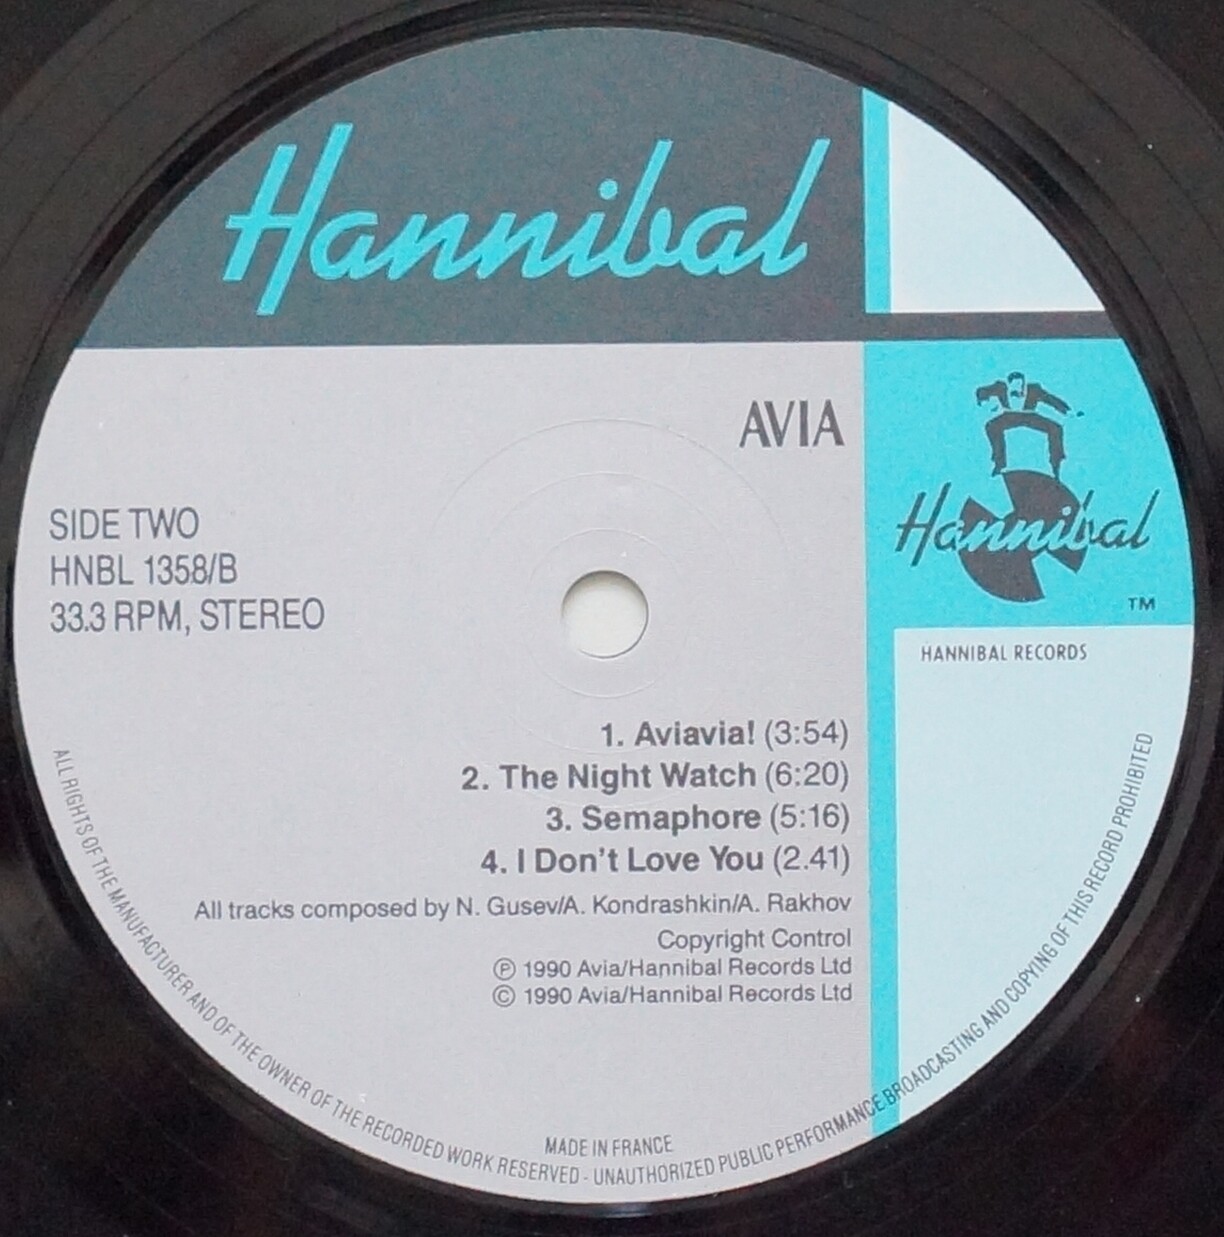 Hannibal
AVIA
SIDE TWO
HNBL 1358/B
33.3 RPM, STEREO
Hannibal
TM
HANNIBAL RECORDS
1. Aviavia! (3:54)
2. The Night Watch (6:20)
3. Semaphore (5:16)
4. I Don't Love You (2.41)
All tracks composed by N. Gusev/A. Kondrashkin/A. Rakhov
Copyright Control
Ⓟ 1990 Avia/Hannibal Records Ltd
© 1990 Avia/Hannibal Records Ltd
MADE IN FRANCE
ALL RIGHTS OF THE MANUFACTURER AND OF THE OWNER OF THE RECORDED WORK RESERVED - UNAUTHORIZED PUBLIC PERFORMANCE BROADCASTING AND COPYING OF THIS RECORD PROHIBITED